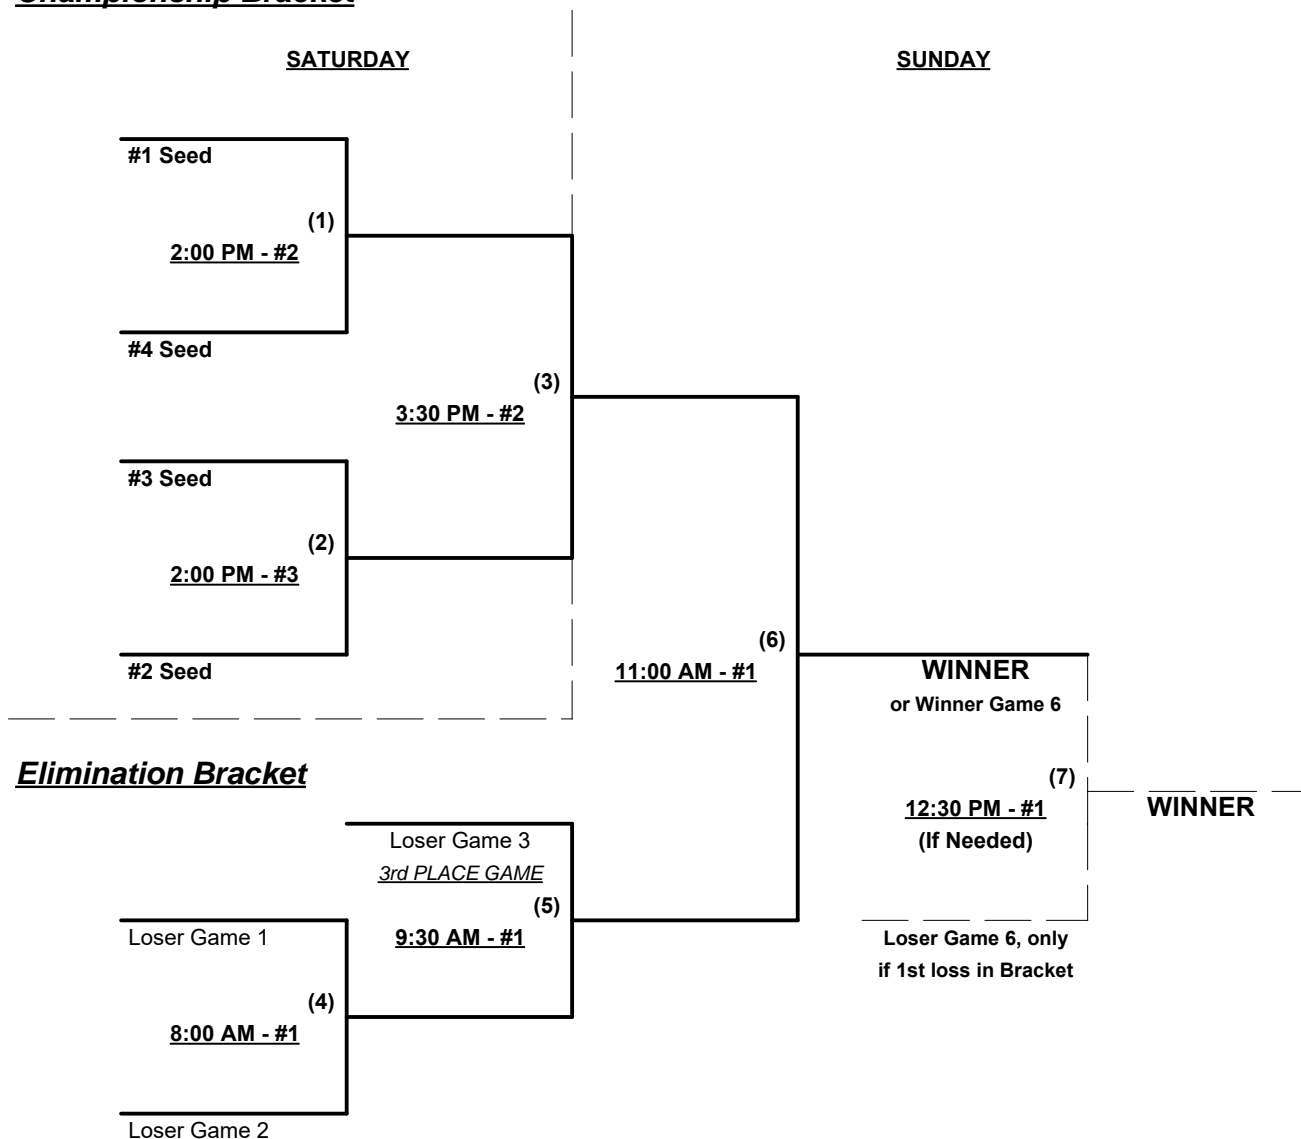 Championship Bracket
SATURDAY
SUNDAY
#1 Seed
(1)
2:00 PM - #2
#4 Seed
(3)
3:30 PM - #2
#3 Seed
(2)
2:00 PM - #3
#2 Seed
(6)
11:00 AM - #1
WINNER
or Winner Game 6
Elimination Bracket
(7)
12:30 PM - #1
(If Needed)
WINNER
Loser Game 3
3rd PLACE GAME
(5)
9:30 AM - #1
Loser Game 1
Loser Game 6, only
if 1st loss in Bracket
(4)
8:00 AM - #1
Loser Game 2